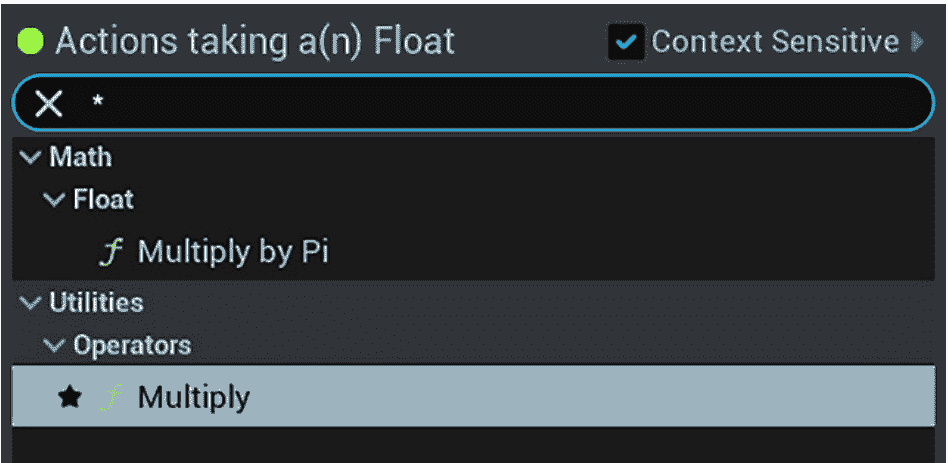 Actions taking a(n) Float Context Sensitive
*
Math
Float
f Multiply by Pi
Utilities
Operators
f Multiply